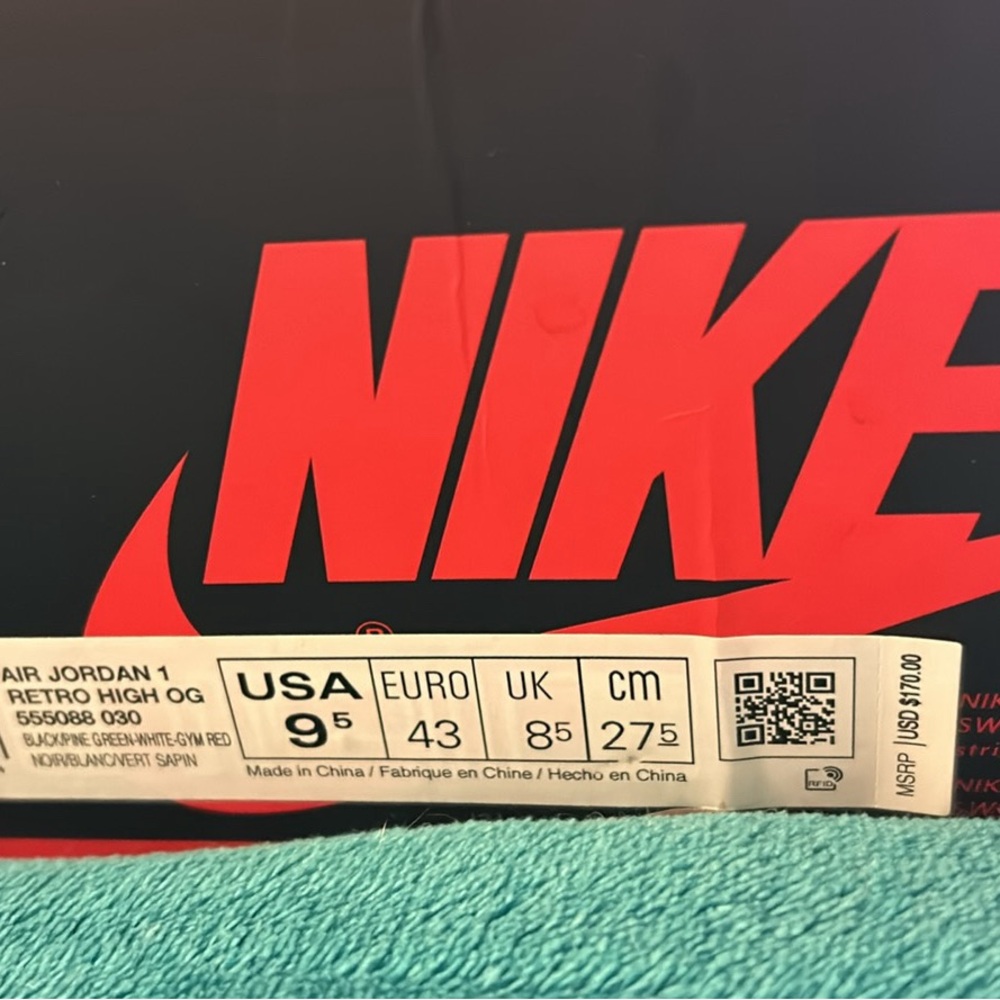 NIKE
®
AIR JORDAN 1
RETRO HIGH OG
555088 030
BLACK/PINE GREEN-WHITE-GYM RED
NOIR/BLANC/VERT SAPIN
USA EURO UK cm
9⁵ 43 8⁵ 27⁵
Made in China / Fabrique en Chine / Hecho en China
RFID
MSRP | USD $170.00